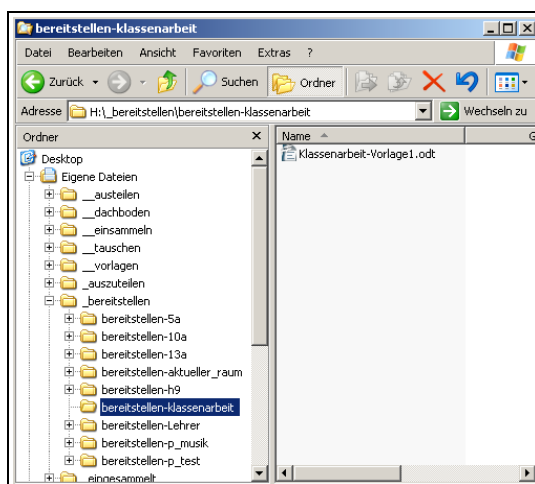 bereitstellen-klassenarbeit
Datei Bearbeiten Ansicht Favoriten Extras ?
Zurück Suchen Ordner
Adresse H:\_bereitstellen\bereitstellen-klassenarbeit Wechseln zu
Ordner Name G
Desktop Klassenarbeit-Vorlage1.odt
Eigene Dateien
__austeilen
__dachboden
__einsammeln
__tauschen
__vorlagen
_auszuteilen
_bereitstellen
bereitstellen-5a
bereitstellen-10a
bereitstellen-13a
bereitstellen-aktueller_raum
bereitstellen-h9
bereitstellen-klassenarbeit
bereitstellen-Lehrer
bereitstellen-p_musik
bereitstellen-p_test
_eingesammelt